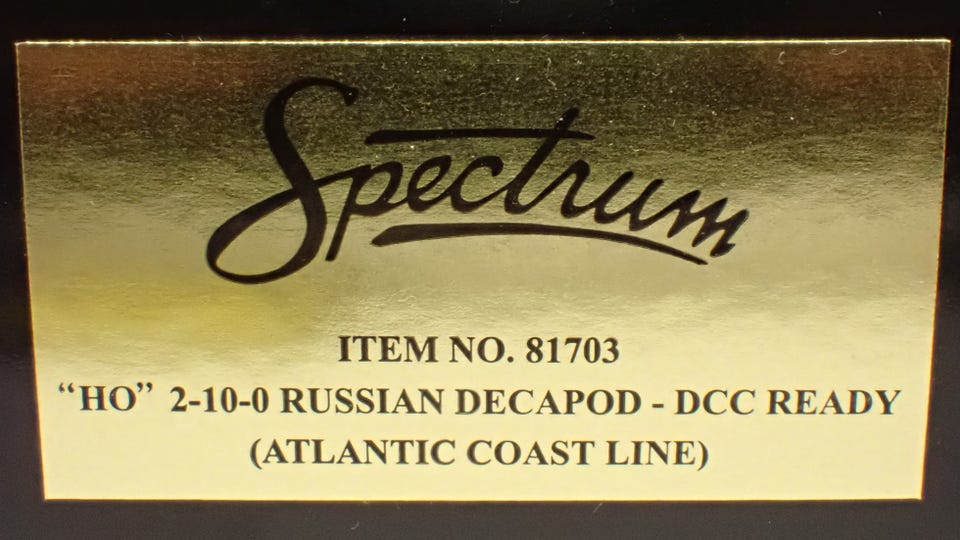 Spectrum
ITEM NO. 81703
“HO” 2-10-0 RUSSIAN DECAPOD - DCC READY
(ATLANTIC COAST LINE)